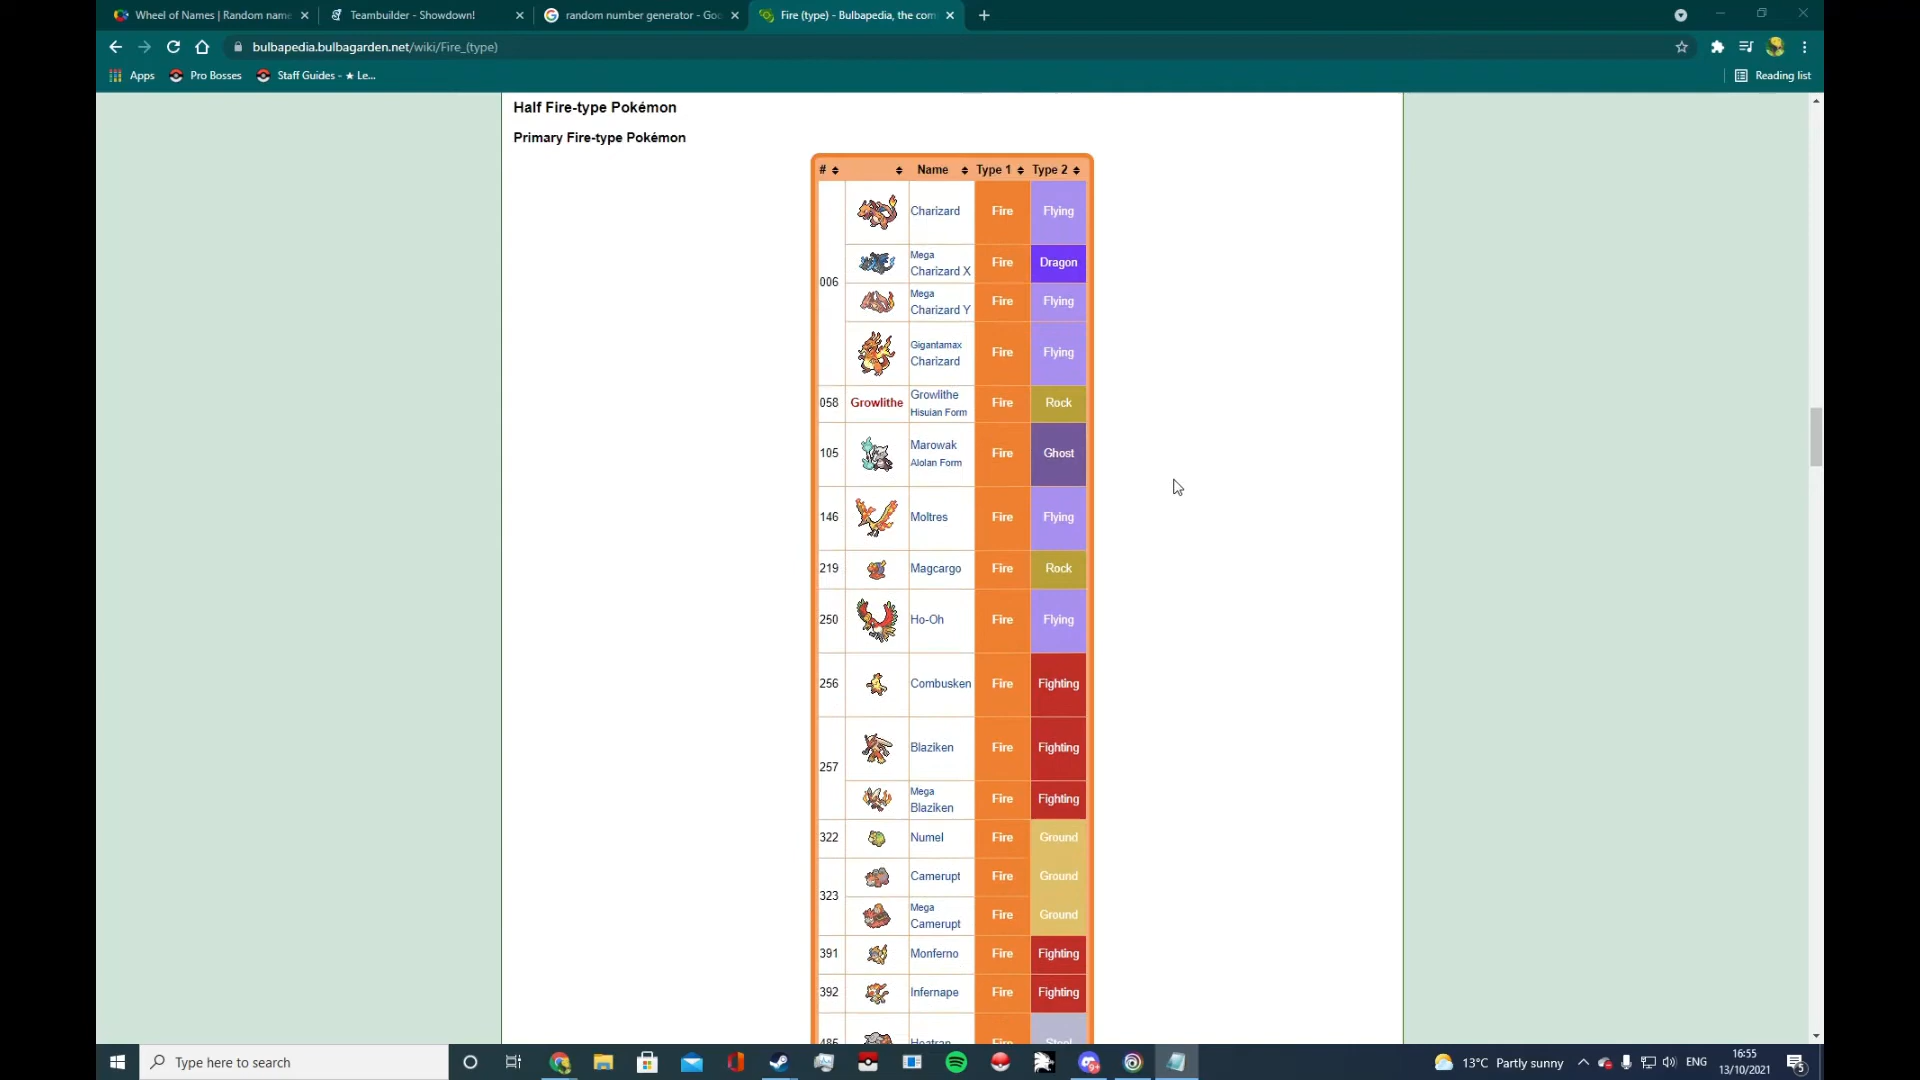 Wheel of Names | Random name
Teambuilder - Showdown!
random number generator - Goo
Fire (type) - Bulbapedia, the com
bulbapedia.bulbagarden.net/wiki/Fire_(type)
Apps
Pro Bosses
Staff Guides - ★ Le...
Reading list
Half Fire-type Pokémon
Primary Fire-type Pokémon
# Name Type 1 Type 2
006
Charizard Fire Flying
Mega
Charizard X Fire Dragon
Mega
Charizard Y Fire Flying
Gigantamax
Charizard Fire Flying
058 Growlithe Growlithe
Hisuian Form Fire Rock
105 Marowak
Alolan Form Fire Ghost
146 Moltres Fire Flying
219 Magcargo Fire Rock
250 Ho-Oh Fire Flying
256 Combusken Fire Fighting
257
Blaziken Fire Fighting
Mega
Blaziken Fire Fighting
322 Numel Fire Ground
323
Camerupt Fire Ground
Mega
Camerupt Fire Ground
391 Monferno Fire Fighting
392 Infernape Fire Fighting
485 Heatran Fire Steel
Type here to search
13°C Partly sunny
ENG
16:55
13/10/2021
5